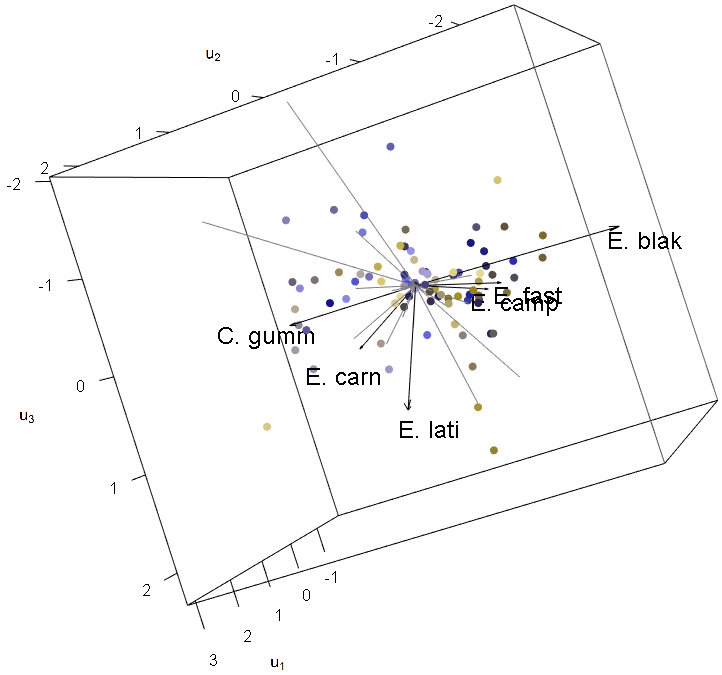 -2
u2
-1
0
1
2
-2
E. blak
-1
E. fast
E. camp
C. gumm
E. carn
0
u3
E. lati
1
2
-1
0
1
2
3
u1